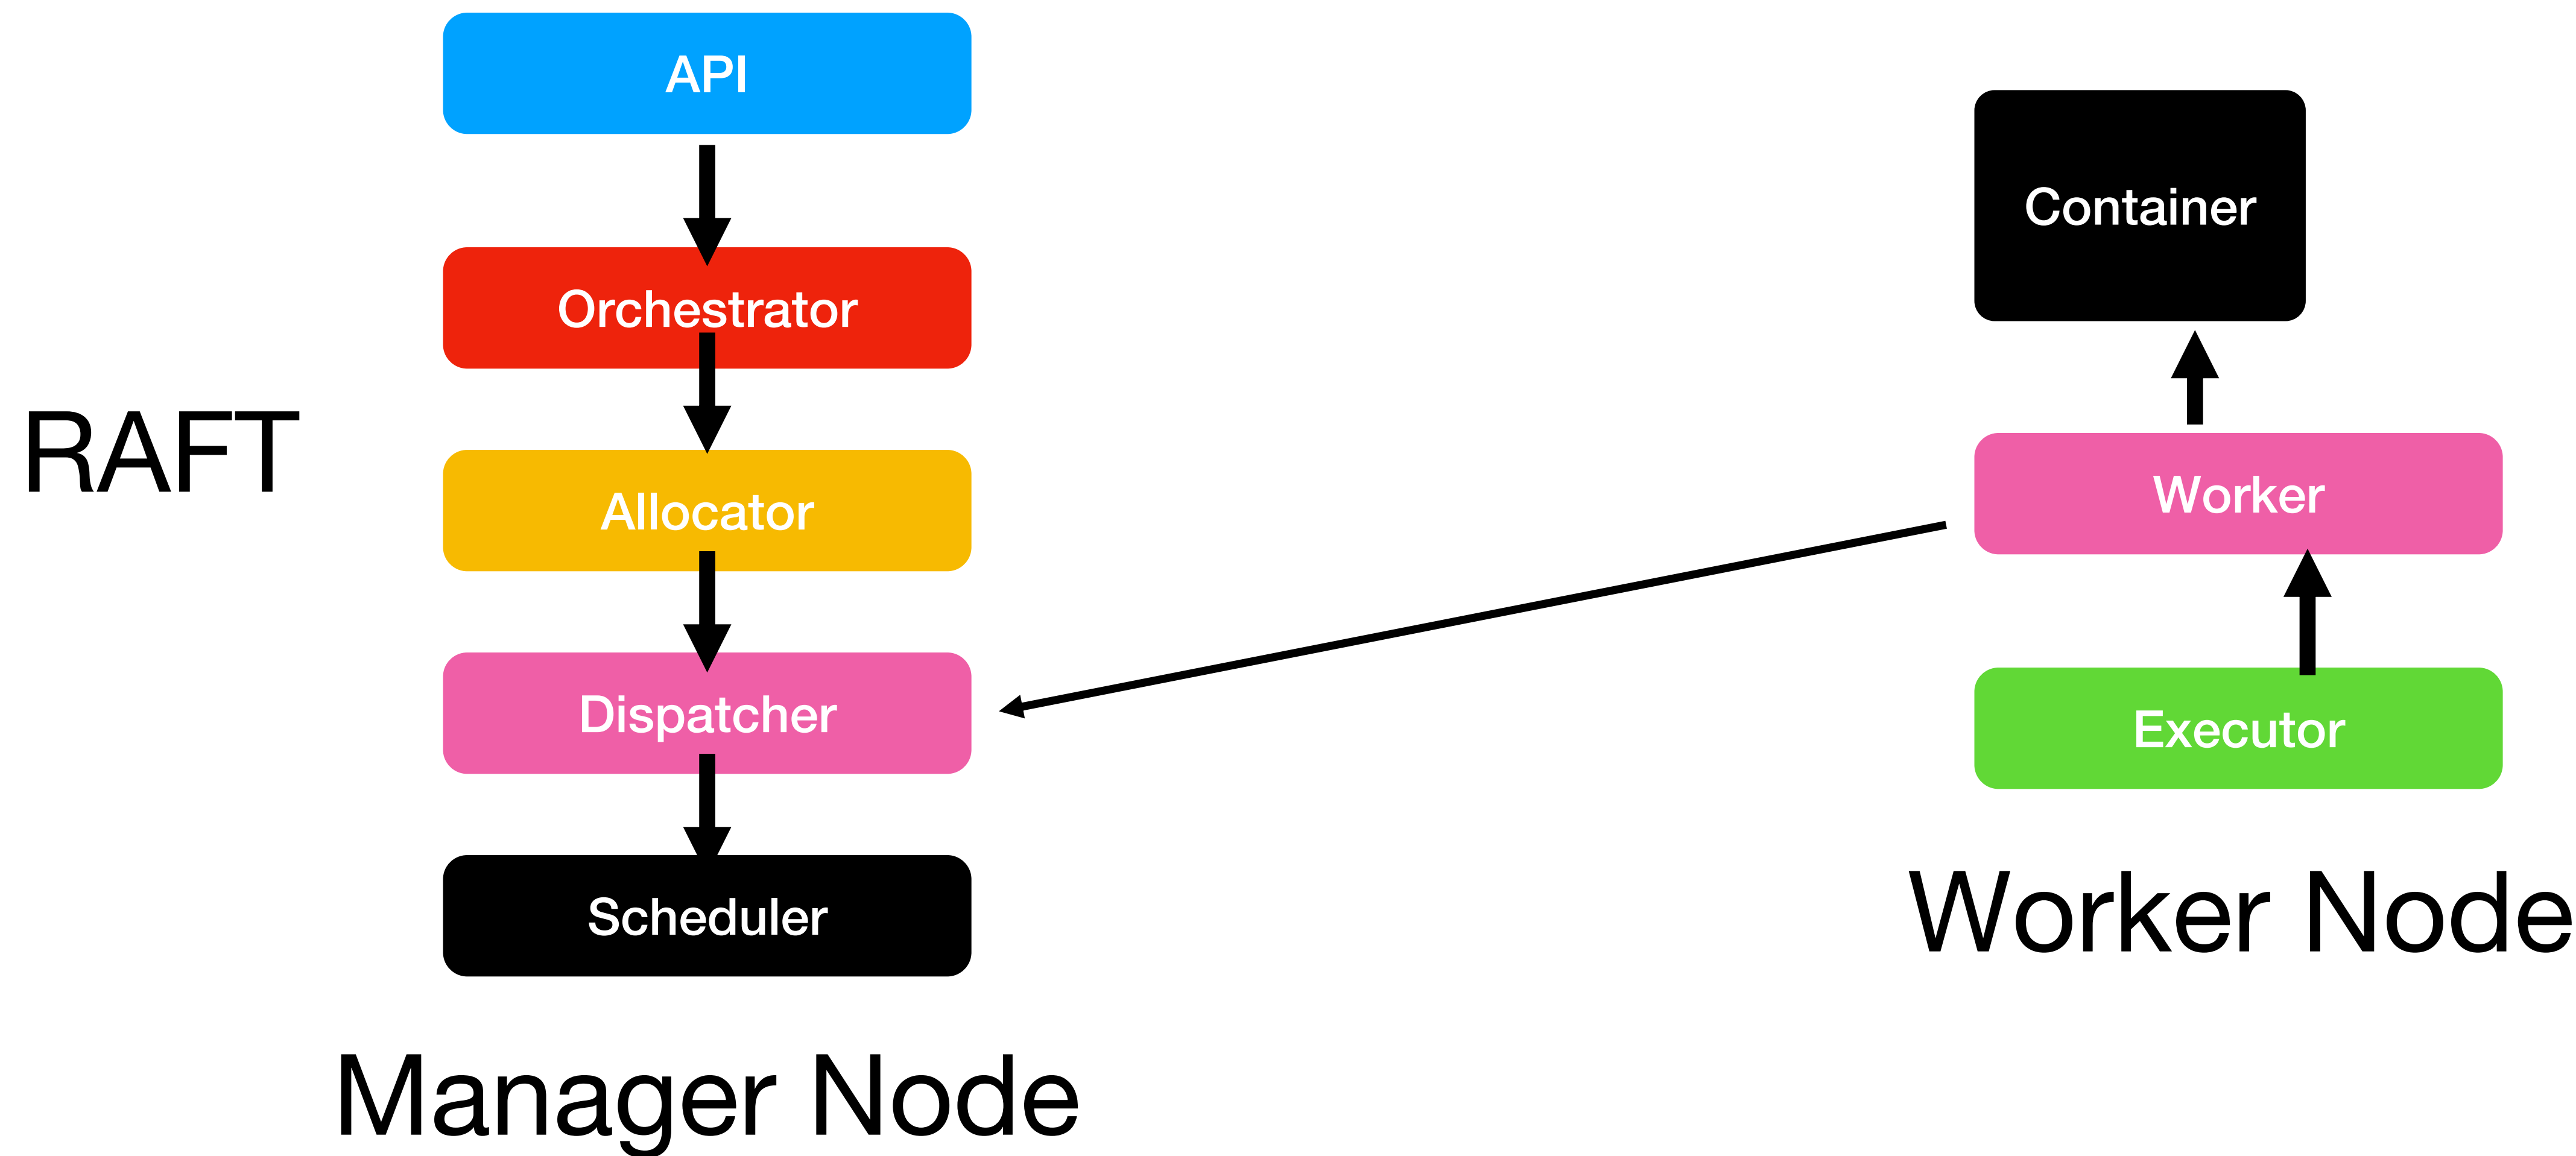 API
Orchestrator
RAFT
Allocator
Dispatcher
Scheduler
Manager Node
Container
Worker
Executor
Worker Node